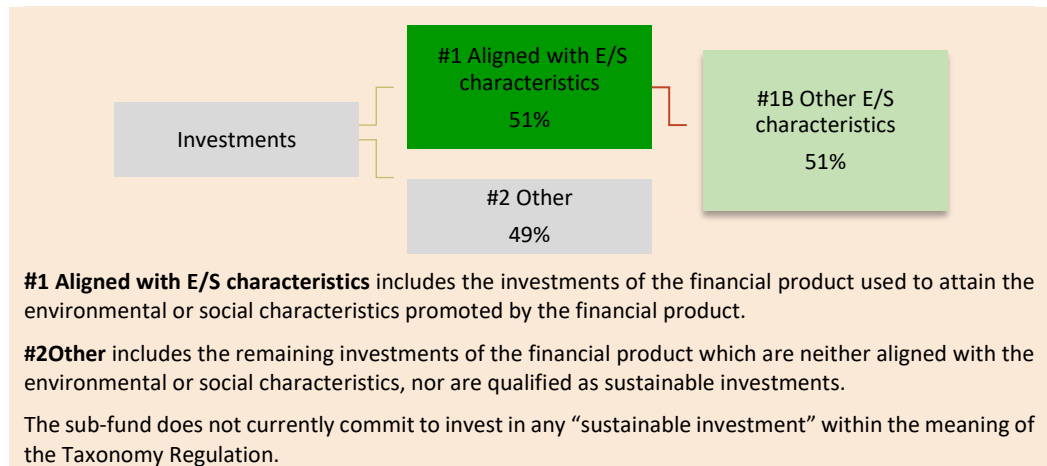 #1 Aligned with E/S
characteristics
51%
#1B Other E/S
characteristics
51%
Investments
#2 Other
49%
#1 Aligned with E/S characteristics includes the investments of the financial product used to attain the
environmental or social characteristics promoted by the financial product.
#2Other includes the remaining investments of the financial product which are neither aligned with the
environmental or social characteristics, nor are qualified as sustainable investments.
The sub-fund does not currently commit to invest in any “sustainable investment” within the meaning of
the Taxonomy Regulation.